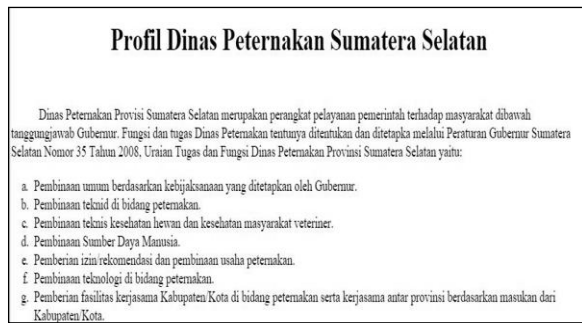 Profil Dinas Peternakan Sumatera Selatan
Dinas Peternakan Provisi Sumatera Selatan merupakan perangkat pelayanan pemerintah terhadap masyarakat dibawah
tanggungjawab Gubernur. Fungsi dan tugas Dinas Peternakan tentunya ditentukan dan ditetapka melalui Peraturan Gubernur Sumatera
Selatan Nomor 35 Tahun 2008, Uraian Tugas dan Fungsi Dinas Peternakan Provinsi Sumatera Selatan yaitu:
a. Pembinaan umum berdasarkan kebijaksanaan yang ditetapkan oleh Gubernur.
b. Pembinaan teknid di bidang peternakan.
c. Pembinaan teknis kesehatan hewan dan kesehatan masyarakat veteriner.
d. Pembinaan Sumber Daya Manusia.
e. Pemberian izin/rekomendasi dan pembinaan usaha peternakan.
f. Pembinaan teknologi di bidang peternakan.
g. Pemberian fasilitas kerjasama Kabupaten/Kota di bidang peternakan serta kerjasama antar provinsi berdasarkan masukan dari
Kabupaten/Kota.